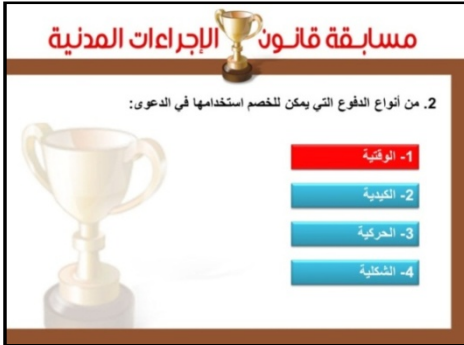 مسابقة قانون الإجراءات المدنية
2. من أنواع الدفوع التي يمكن للخصم استخدامها في الدعوى:
1- الوقتية
2- الكيدية
3- الحركية
4- الشكلية